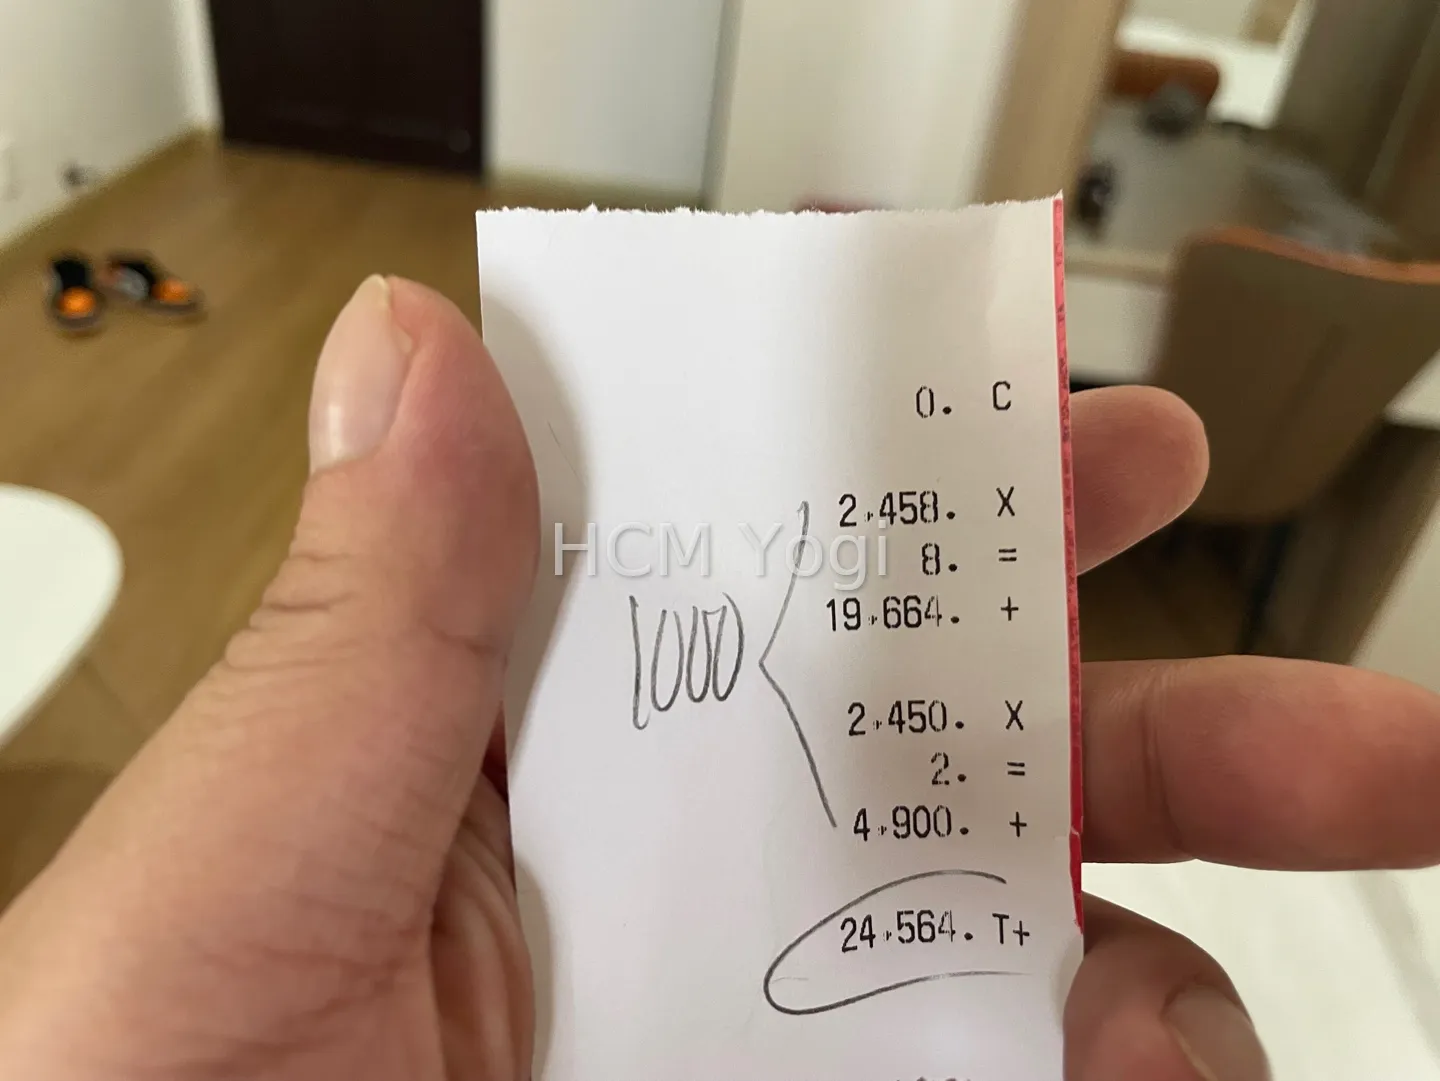 0. C
2,458. X
8. =
19,664. +
HCM Yogi
1000
2,450. X
2. =
4,900. +
24,564. T+